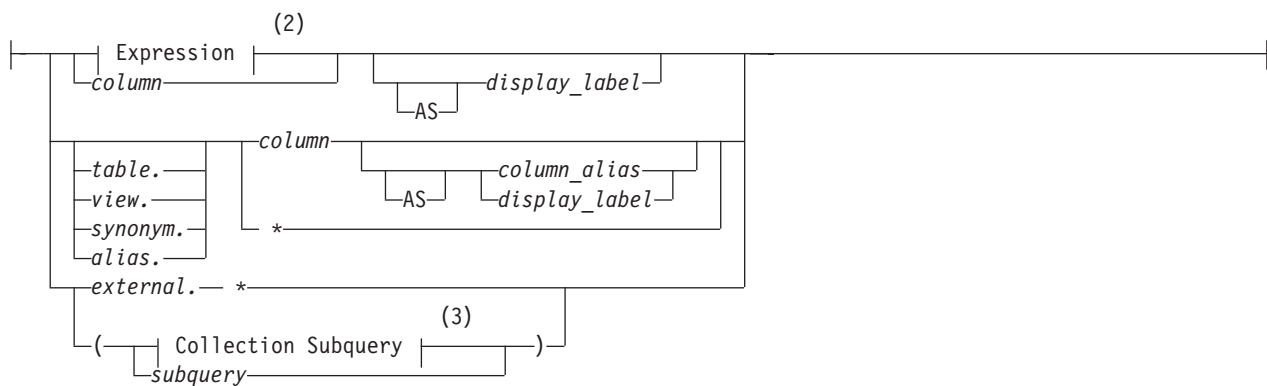 (2)
Expression
column display_label
AS
column
table. column_alias
view. AS display_label
synonym. *
alias.
external. *
(3)
( Collection Subquery )
subquery